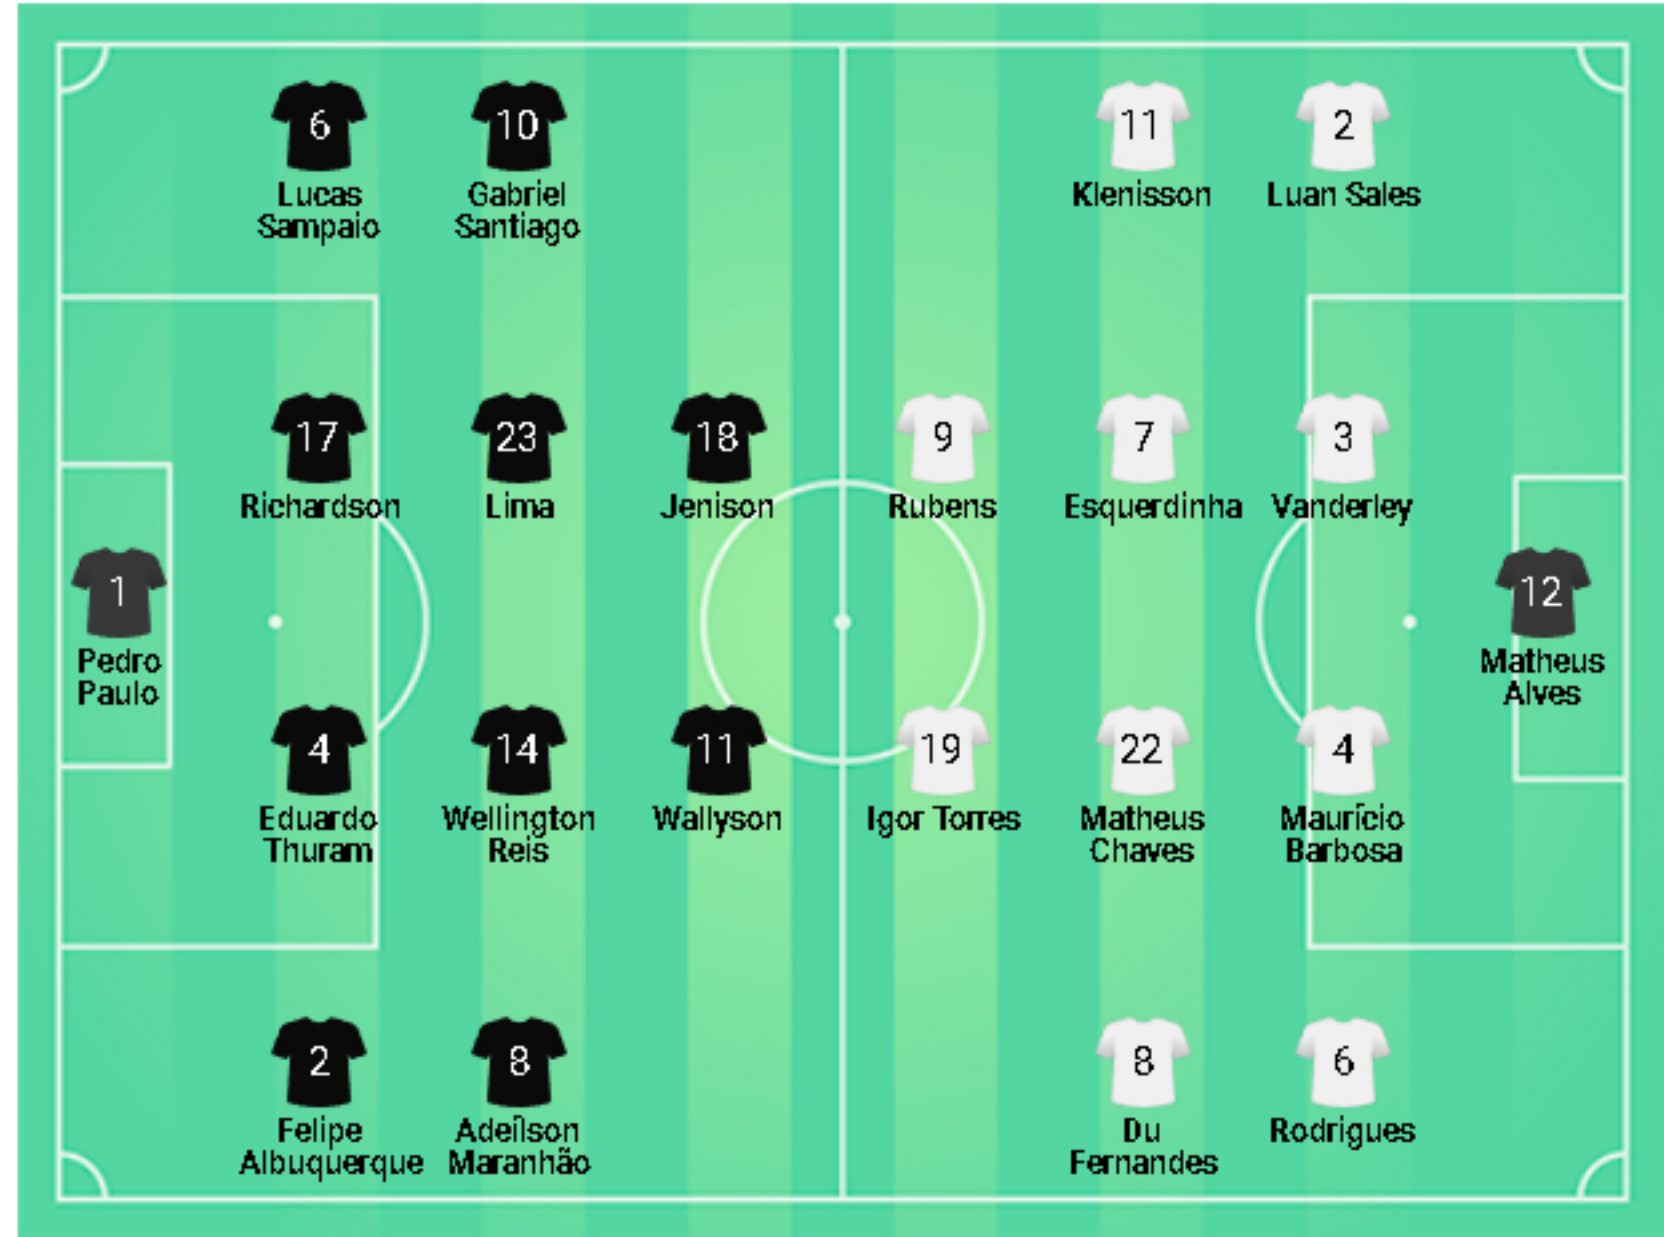 6
Lucas
Sampaio
10
Gabriel
Santiago
11
Klenisson
2
Luan Sales
17
Richardson
23
Lima
18
Jenison
9
Rubens
7
Esquerdinha
3
Vanderley
1
Pedro
Paulo
12
Matheus
Alves
4
Eduardo
Thuram
14
Wellington
Reis
11
Wallyson
19
Igor Torres
22
Matheus
Chaves
4
Maurício
Barbosa
2
Felipe
Albuquerque
8
Adeílson
Maranhão
8
Du
Fernandes
6
Rodrigues